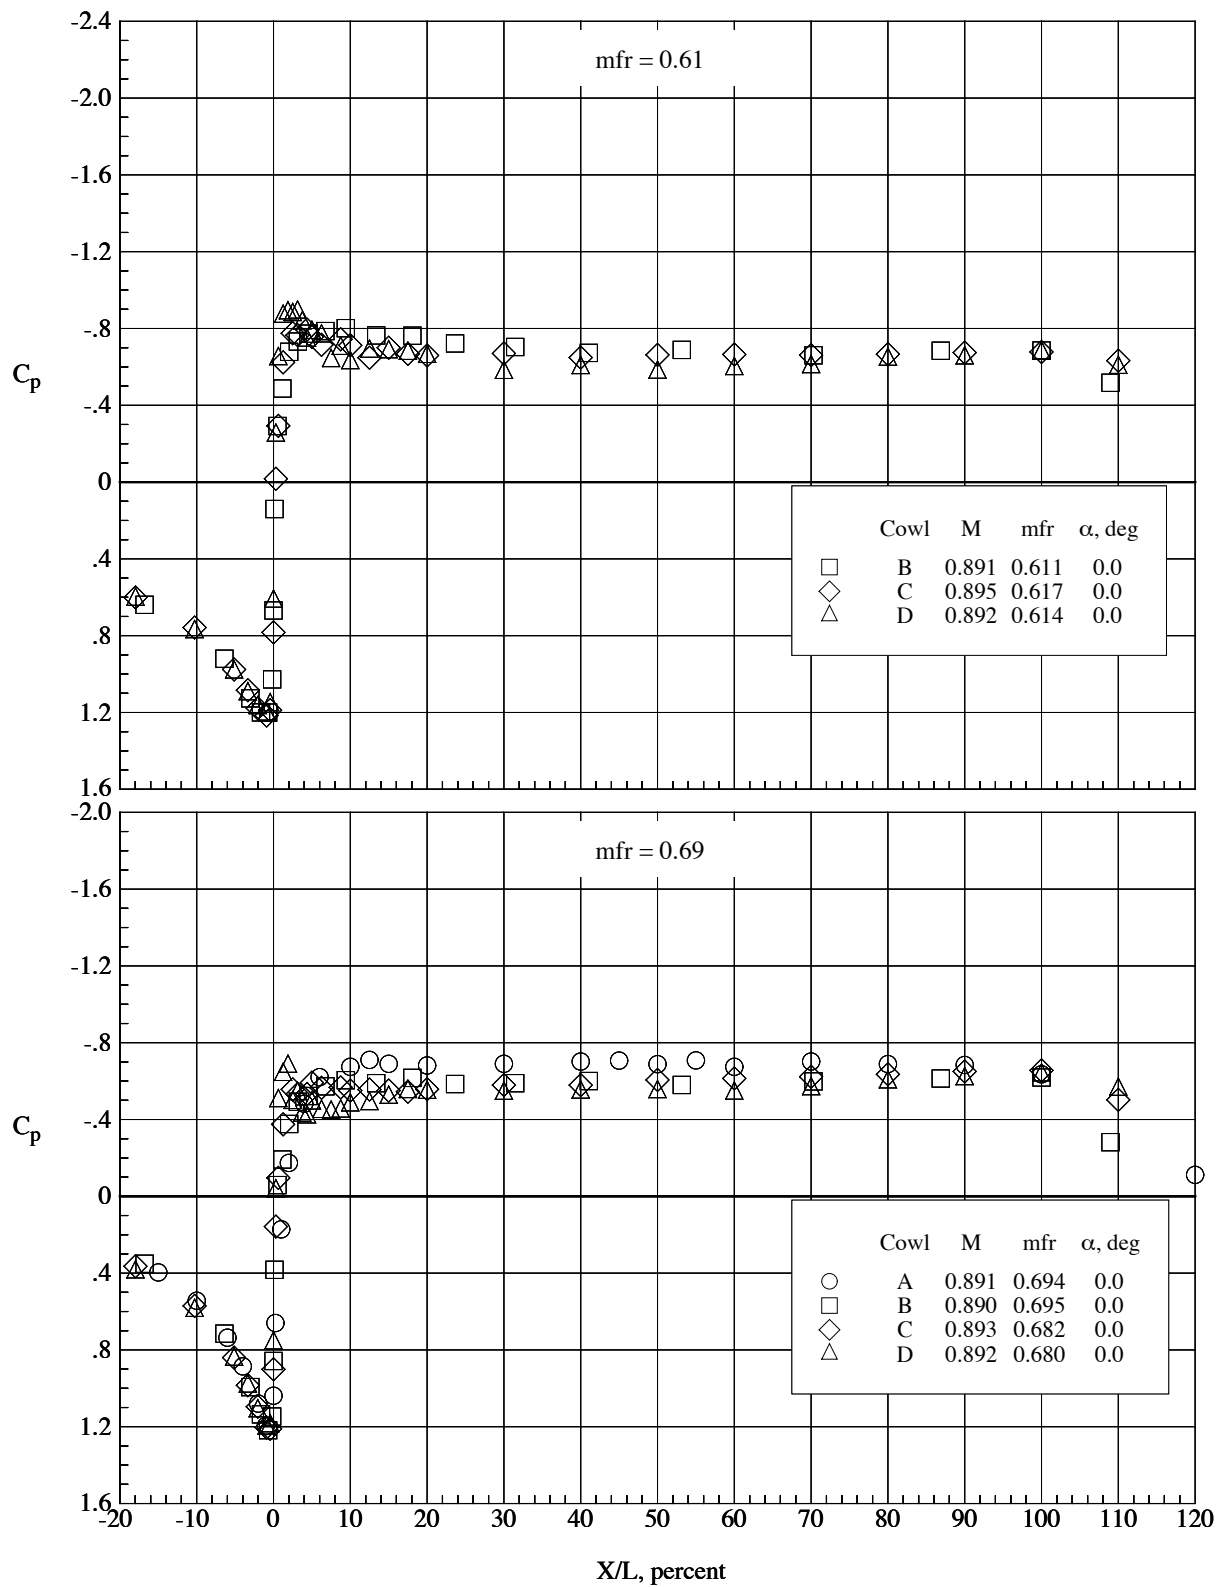 -2.4
mfr = 0.61
-2.0
-1.6
-1.2
-.8
Cp
-.4
0
.4
.8
1.2
1.6
Cowl M mfr α, deg
B 0.891 0.611 0.0
C 0.895 0.617 0.0
D 0.892 0.614 0.0
-2.0
mfr = 0.69
-1.6
-1.2
-.8
Cp
-.4
0
.4
.8
1.2
1.6
Cowl M mfr α, deg
A 0.891 0.694 0.0
B 0.890 0.695 0.0
C 0.893 0.682 0.0
D 0.892 0.680 0.0
-20 -10 0 10 20 30 40 50 60 70 80 90 100 110 120
X/L, percent